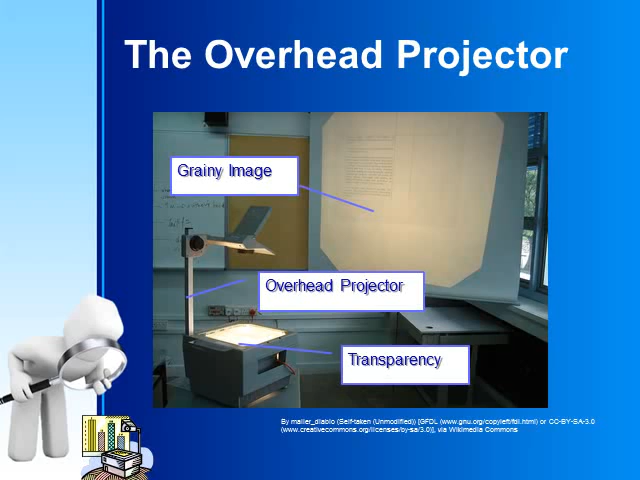 The Overhead Projector
Grainy Image
Overhead Projector
Transparency
By mailer_diablo (Self-taken (Unmodified)) [GFDL (www.gnu.org/copyleft/fdl.html) or CC-BY-SA-3.0
(www.creativecommons.org/licenses/by-sa/3.0)], via Wikimedia Commons